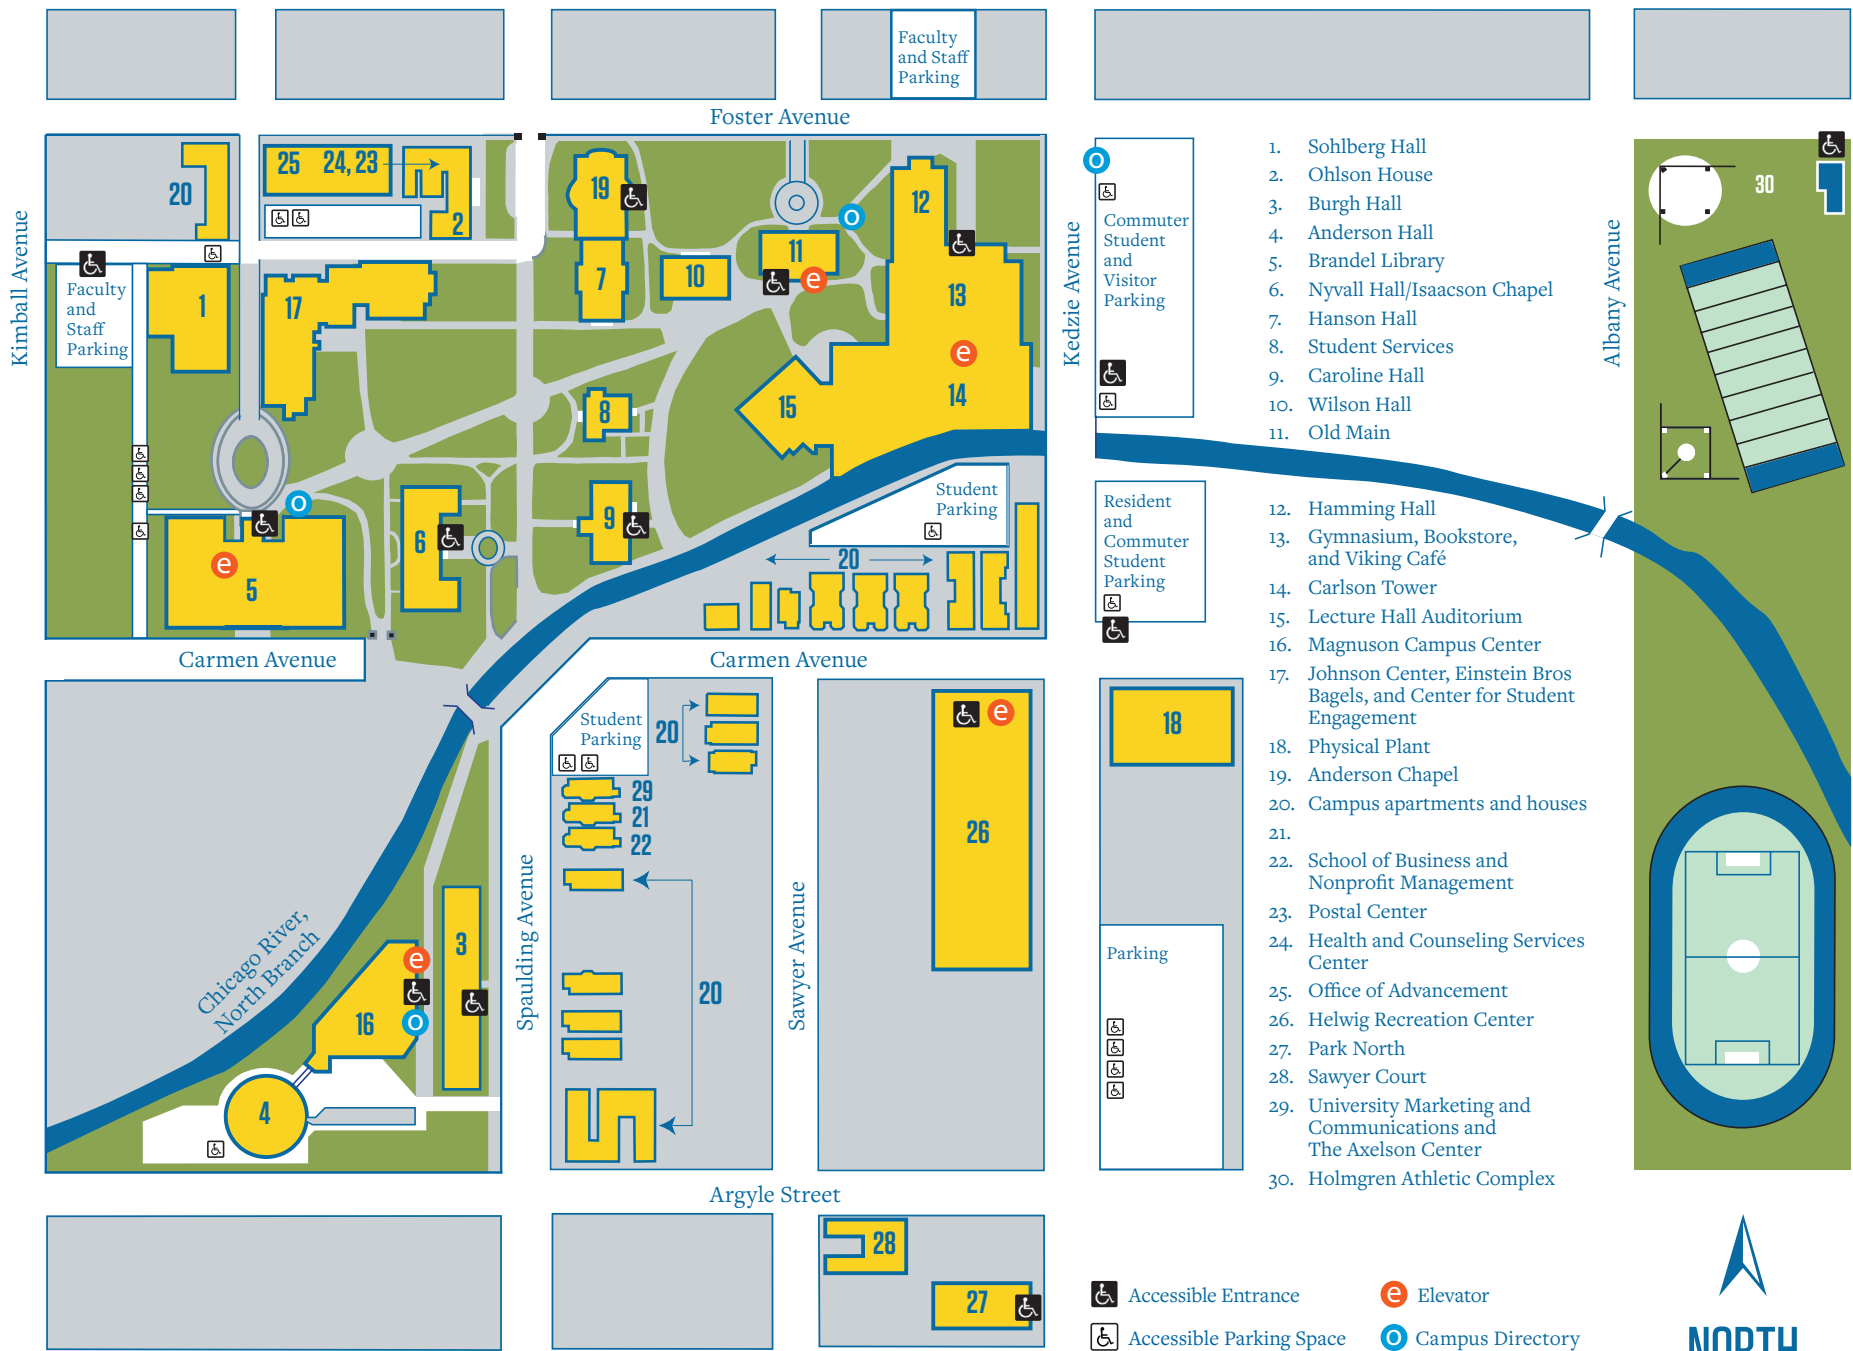 Faculty
and Staff
Parking
Foster Avenue
Kimball Avenue
20
25
24, 23
2
19
12
11
7
10
13
1
17
Faculty
and
Staff
Parking
8
15
14
6
9
5
Student
Parking
20
Carmen Avenue
Carmen Avenue
Kedzie Avenue
O
Commuter
Student
and
Visitor
Parking
Resident
and
Commuter
Student
Parking
Albany Avenue
30
Student
Parking
20
29
21
22
20
Spaulding Avenue
Sawyer Avenue
26
18
Parking
Chicago River,
North Branch
3
16
4
e
e
e
e
e
O
O
O
Argyle Street
28
27
1. Sohlberg Hall
2. Ohlson House
3. Burgh Hall
4. Anderson Hall
5. Brandel Library
6. Nyvall Hall/Isaacson Chapel
7. Hanson Hall
8. Student Services
9. Caroline Hall
10. Wilson Hall
11. Old Main
12. Hamming Hall
13. Gymnasium, Bookstore,
and Viking Café
14. Carlson Tower
15. Lecture Hall Auditorium
16. Magnuson Campus Center
17. Johnson Center, Einstein Bros
Bagels, and Center for Student
Engagement
18. Physical Plant
19. Anderson Chapel
20. Campus apartments and houses
21.
22. School of Business and
Nonprofit Management
23. Postal Center
24. Health and Counseling Services
Center
25. Office of Advancement
26. Helwig Recreation Center
27. Park North
28. Sawyer Court
29. University Marketing and
Communications and
The Axelson Center
30. Holmgren Athletic Complex
Accessible Entrance
e Elevator
Accessible Parking Space
O Campus Directory
NORTH